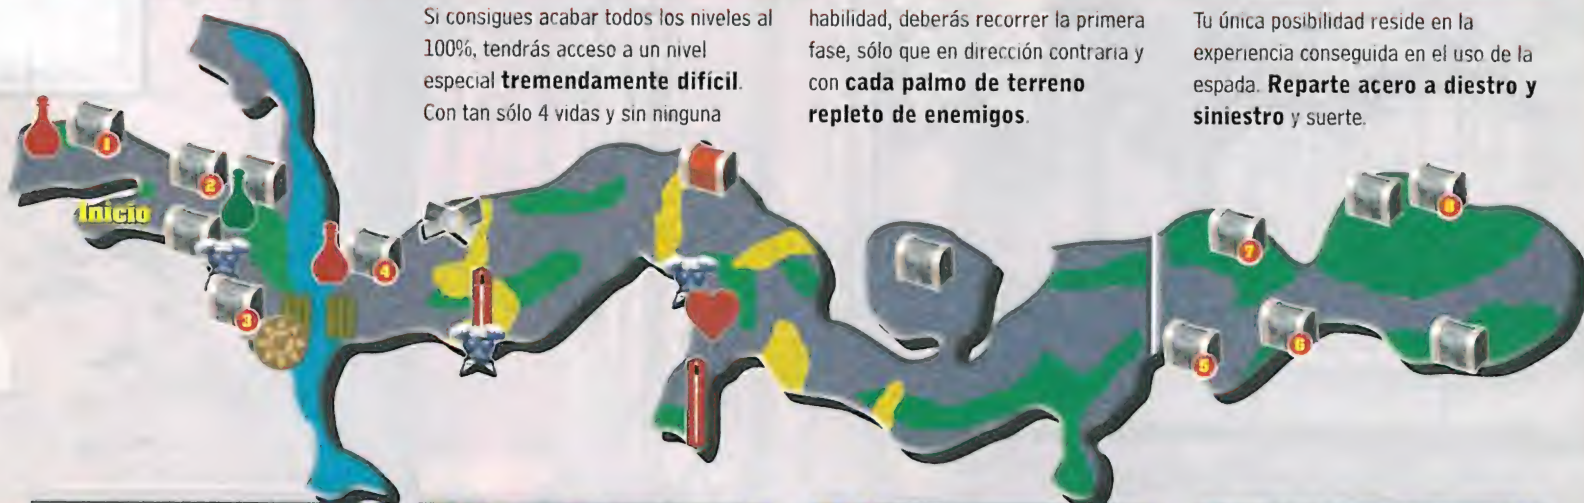 Si consigues acabar todos los niveles al
100%, tendrás acceso a un nivel
especial tremendamente difícil.
Con tan sólo 4 vidas y sin ninguna
habilidad, deberás recorrer la primera
fase, sólo que en dirección contraria y
con cada palmo de terreno
repleto de enemigos.
Tu única posibilidad reside en la
experiencia conseguida en el uso de la
espada. Reparte acero a diestro y
siniestro y suerte.
1
2
Inicio
3
4
5
6
7
8